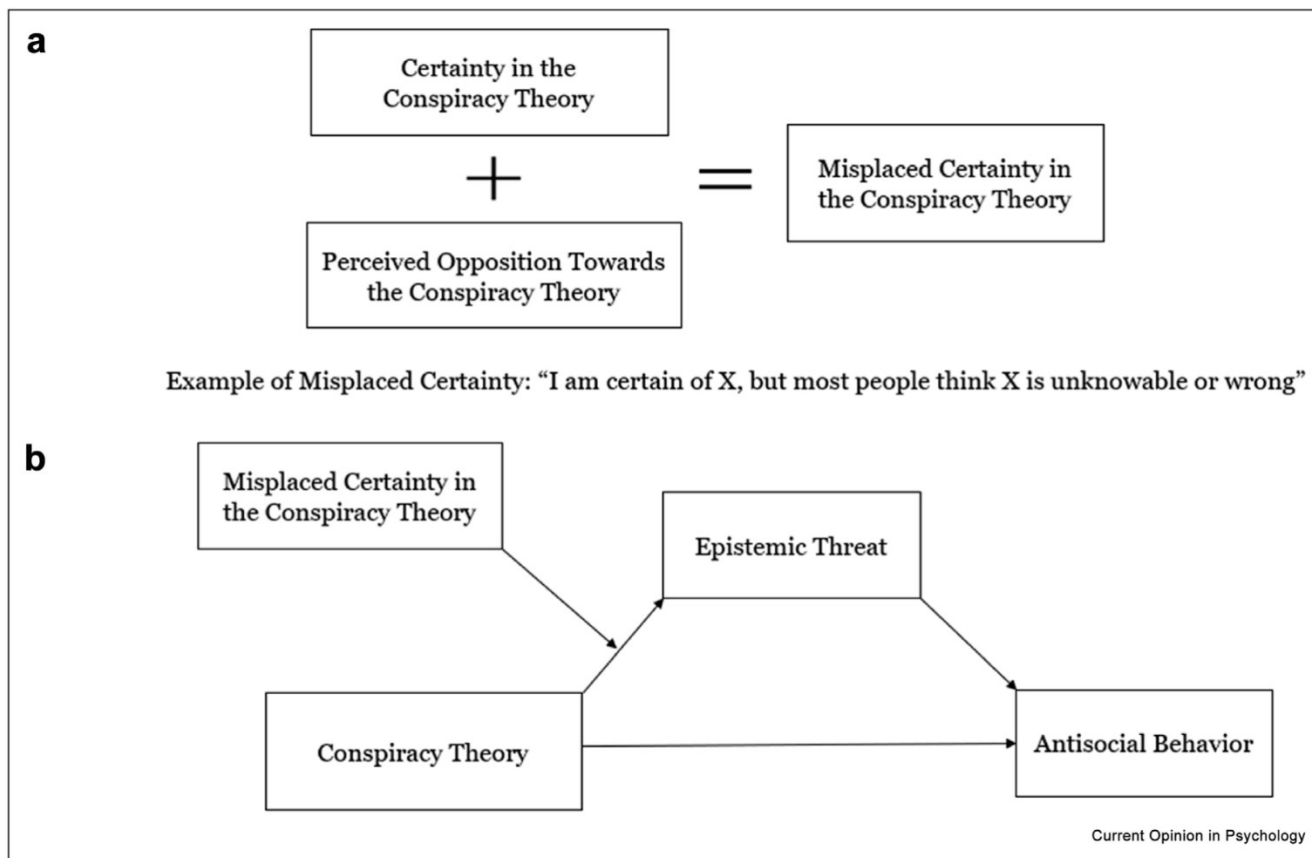 a
Certainty in the
Conspiracy Theory
+
=
Perceived Opposition Towards
the Conspiracy Theory
Misplaced Certainty in
the Conspiracy Theory
Example of Misplaced Certainty: “I am certain of X, but most people think X is unknowable or wrong”
b
Misplaced Certainty in
the Conspiracy Theory
Epistemic Threat
Conspiracy Theory
Antisocial Behavior
Current Opinion in Psychology